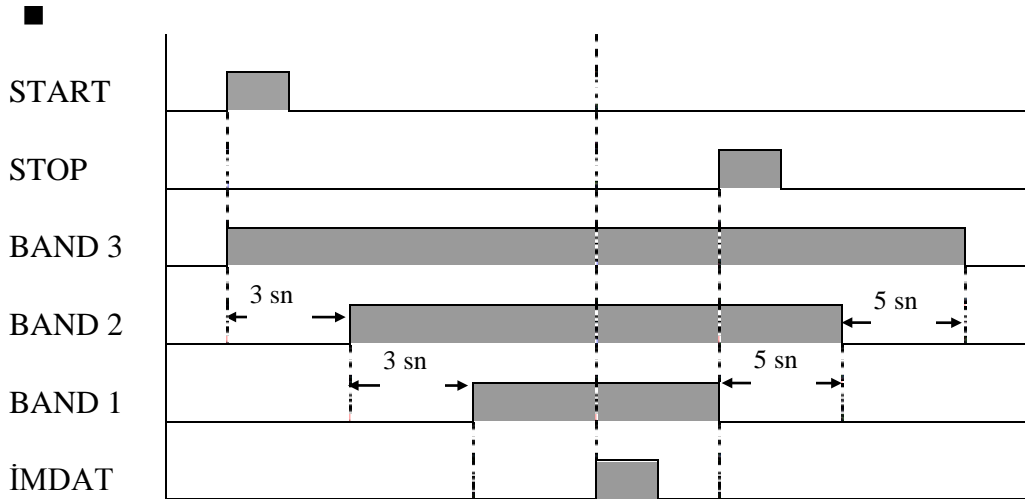 START
STOP
BAND 3
3 sn
5 sn
BAND 2
3 sn
5 sn
BAND 1
İMDAT